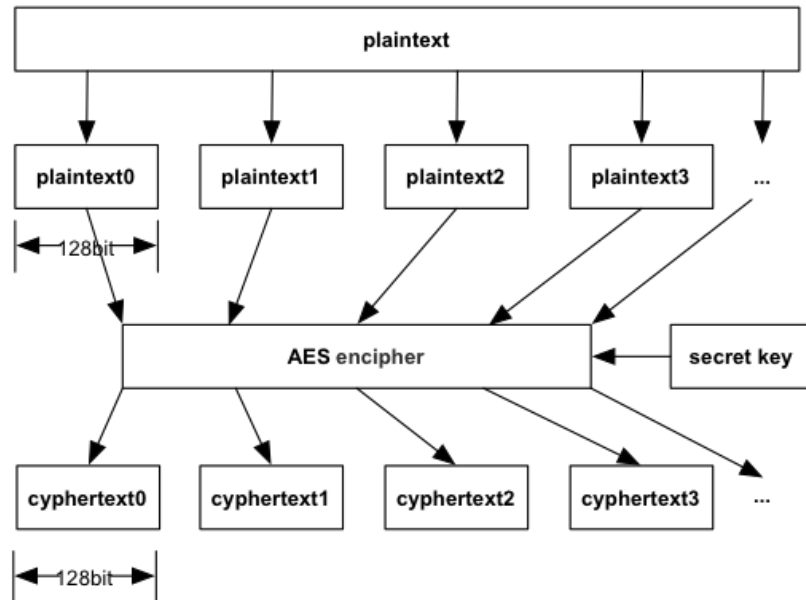 plaintext
plaintext0
plaintext1
plaintext2
plaintext3
...
128bit
AES encipher
secret key
cyphertext0
cyphertext1
cyphertext2
cyphertext3
...
128bit